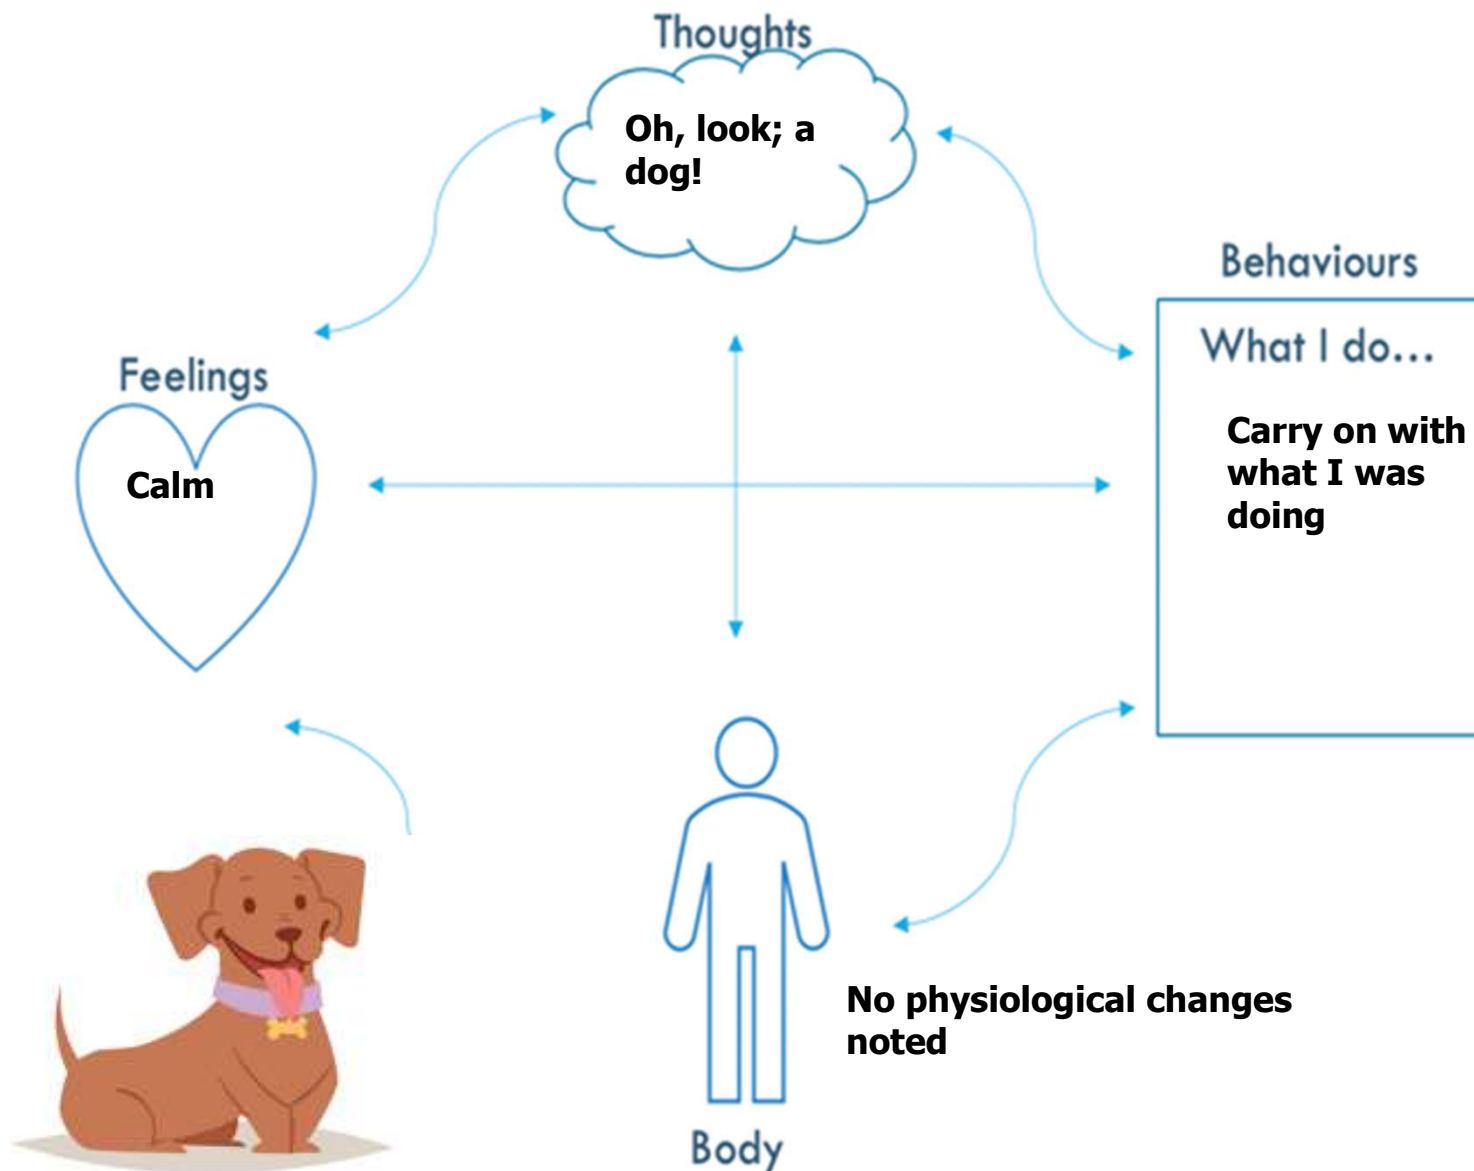 Thoughts
Oh, look; a
dog!
Behaviours
What I do...
Carry on with
what I was
doing
Feelings
Calm
No physiological changes
noted
Body